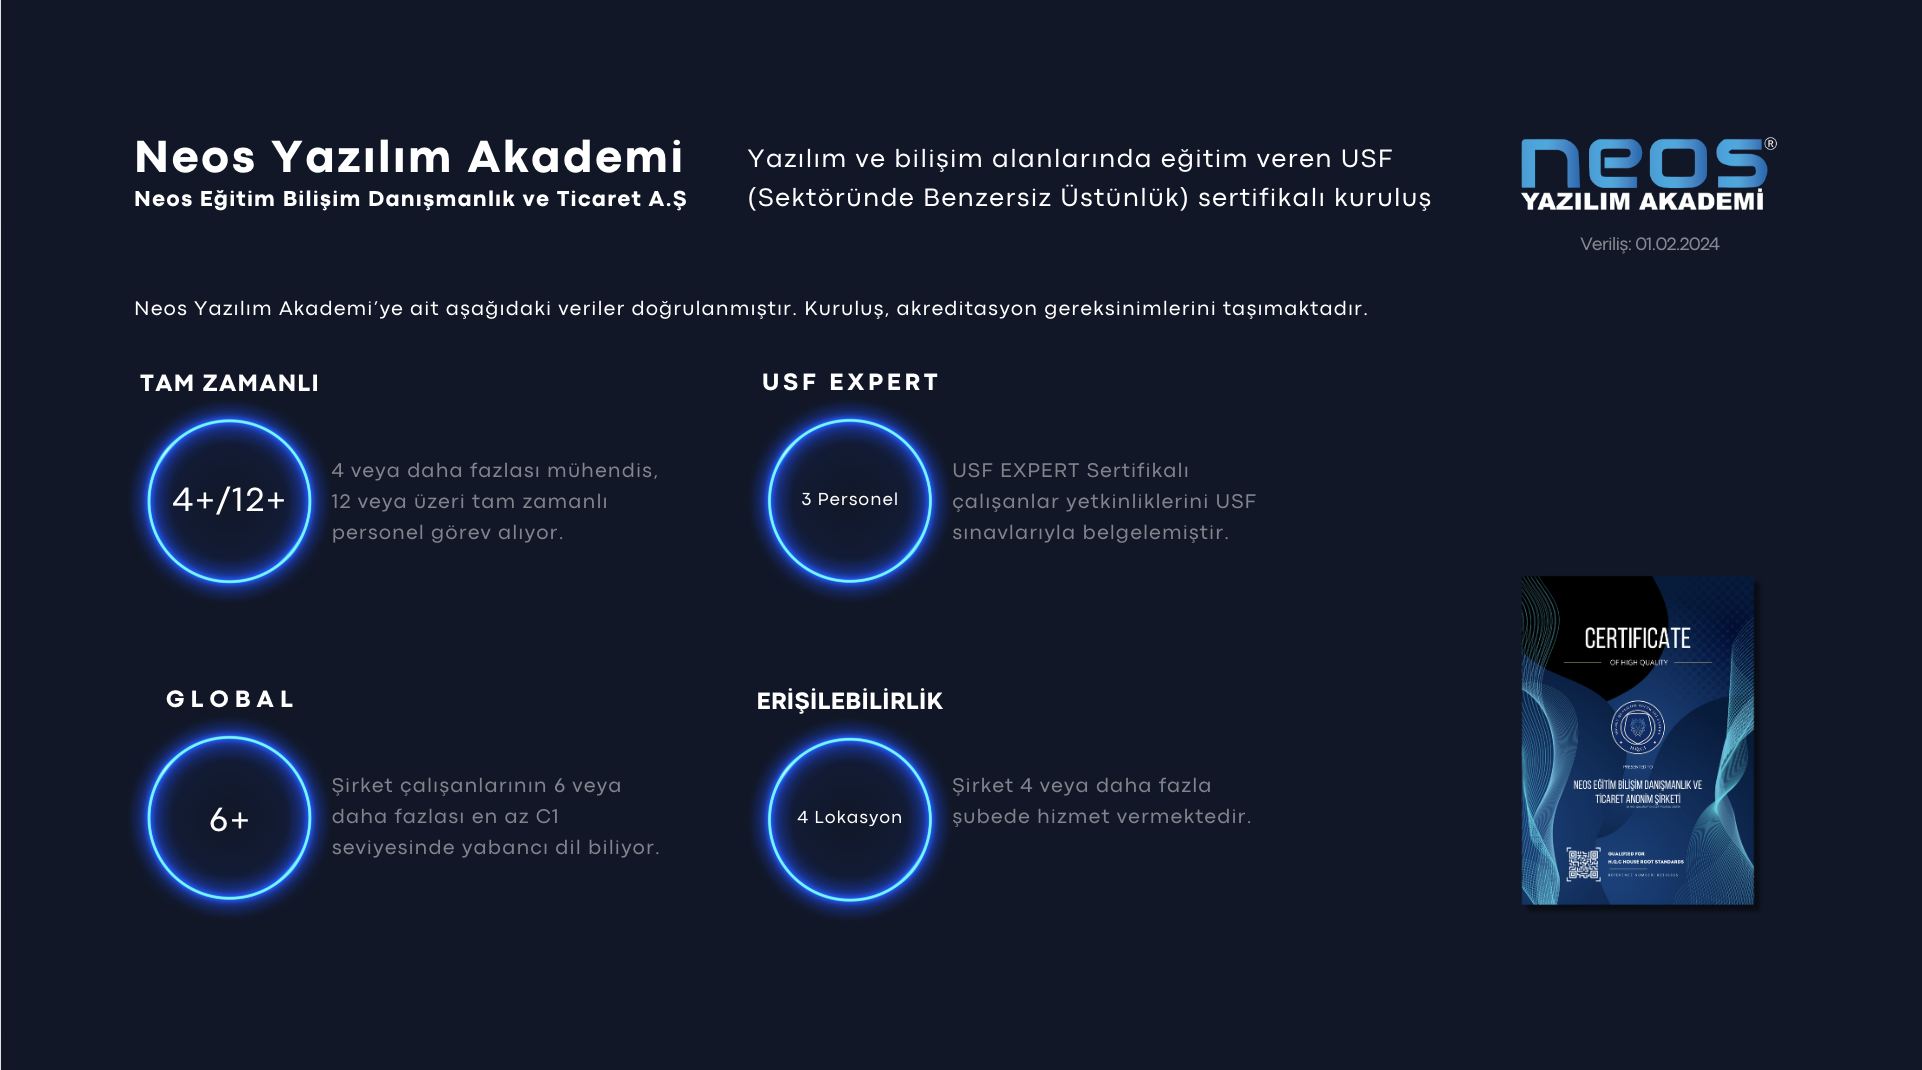 Neos Yazılım Akademi
Neos Eğitim Bilişim Danışmanlık ve Ticaret A.Ş
Yazılım ve bilişim alanlarında eğitim veren USF
(Sektöründe Benzersiz Üstünlük) sertifikalı kuruluş
neos®
YAZILIM AKADEMİ
Veriliş: 01.02.2024
Neos Yazılım Akademi’ye ait aşağıdaki veriler doğrulanmıştır. Kuruluş, akreditasyon gereksinimlerini taşımaktadır.
TAM ZAMANLI
4+/12+
4 veya daha fazlası mühendis,
12 veya üzeri tam zamanlı
personel görev alıyor.
USF EXPERT
3 Personel
USF EXPERT Sertifikalı
çalışanlar yetkinliklerini USF
sınavlarıyla belgelemiştir.
GLOBAL
6+
Şirket çalışanlarının 6 veya
daha fazlası en az C1
seviyesinde yabancı dil biliyor.
ERİŞİLEBİLİRLİK
4 Lokasyon
Şirket 4 veya daha fazla
şubede hizmet vermektedir.
CERTIFICATE
OF HIGH QUALITY
PRESENTED TO
NEOS EĞİTİM BİLİŞİM DANIŞMANLIK VE
TİCARET ANONİM ŞİRKETİ
QUALIFIED FOR
H.Q.C HOUSE ROOT STANDARDS
REFERENCE NUMBER: